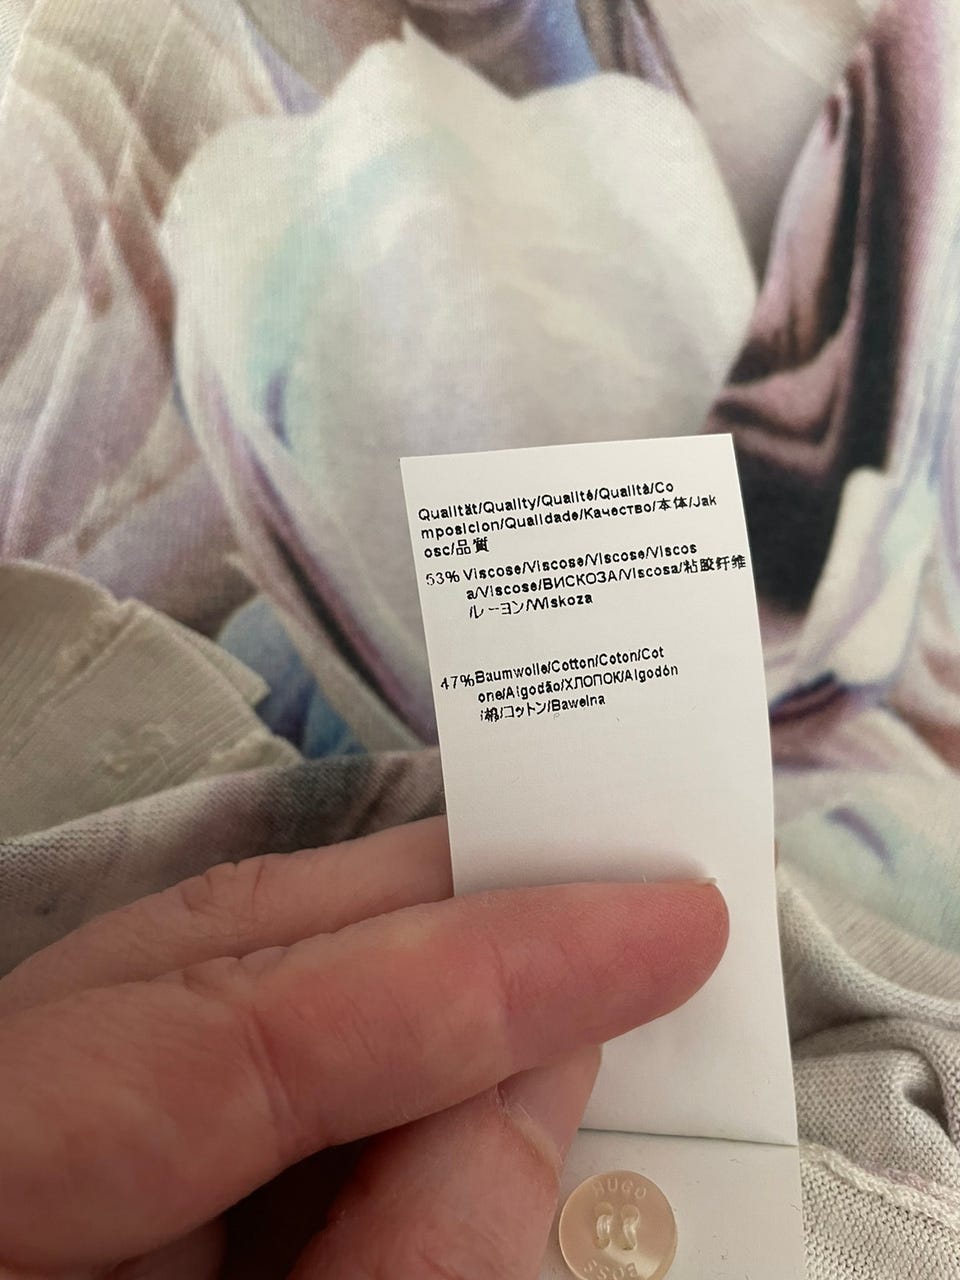 Qualität/Quality/Qualité/Qualità/Co
mposicion/Qualidade/Качество/本体/Jak
osc/品質
53% Viscose/Viscose/Viscose/Viscos
a/Viscose/ВИСКОЗА/Viscosa/粘胶纤维
/レーヨン/Wiskoza
47%Baumwolle/Cotton/Coton/Cot
one/Algodão/ХЛОПОК/Algodón
/棉/コットン/Bawelna
HUGO
BOSS